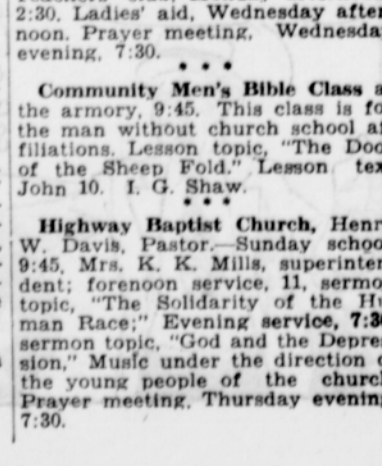 2:30. Ladies' aid, Wednesday after
noon. Prayer meeting, Wednesda
evening, 7:30.
• • •
Community Men's Bible Class a
the armory, 9:45. This class is fo
the man without church school af
filiations. Lesson topic, "The Doo
of the Sheep Fold." Lesson tex
John 10. I. G. Shaw.
• • •
Highway Baptist Church, Henr
W. Davis, Pastor.—Sunday schoo
9:45, Mrs. K. K. Mills, superinten
dent; forenoon service, 11, sermo
topic, "The Solidarity of the Hu
man Race;" Evening service, 7:3
sermon topic, "God and the Depre
sion," Music under the direction o
the young people of the churc
Prayer meeting, Thursday evenin
7:30.